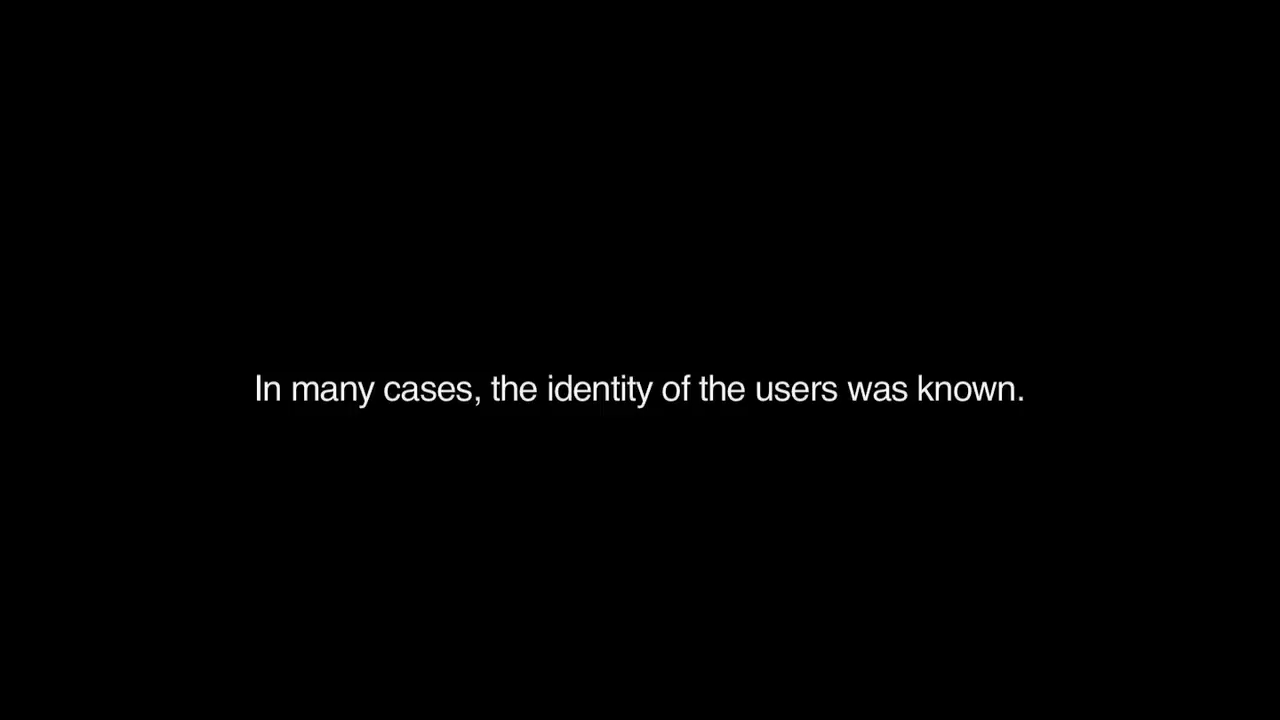 In many cases, the identity of the users was known.